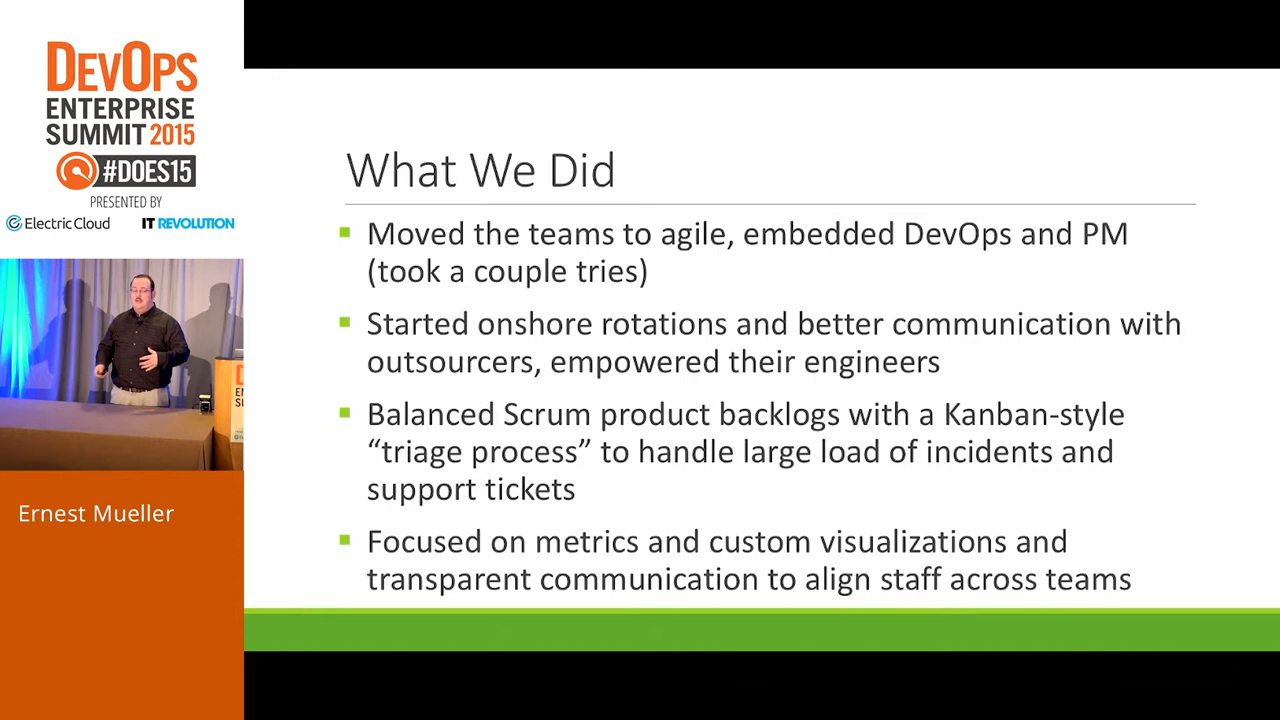 DEVOPS
ENTERPRISE
SUMMIT 2015
#DOES15
PRESENTED BY
Electric Cloud IT REVOLUTION
Ernest Mueller
What We Did
Moved the teams to agile, embedded DevOps and PM
(took a couple tries)
Started onshore rotations and better communication with
outsourcers, empowered their engineers
Balanced Scrum product backlogs with a Kanban-style
“triage process” to handle large load of incidents and
support tickets
Focused on metrics and custom visualizations and
transparent communication to align staff across teams